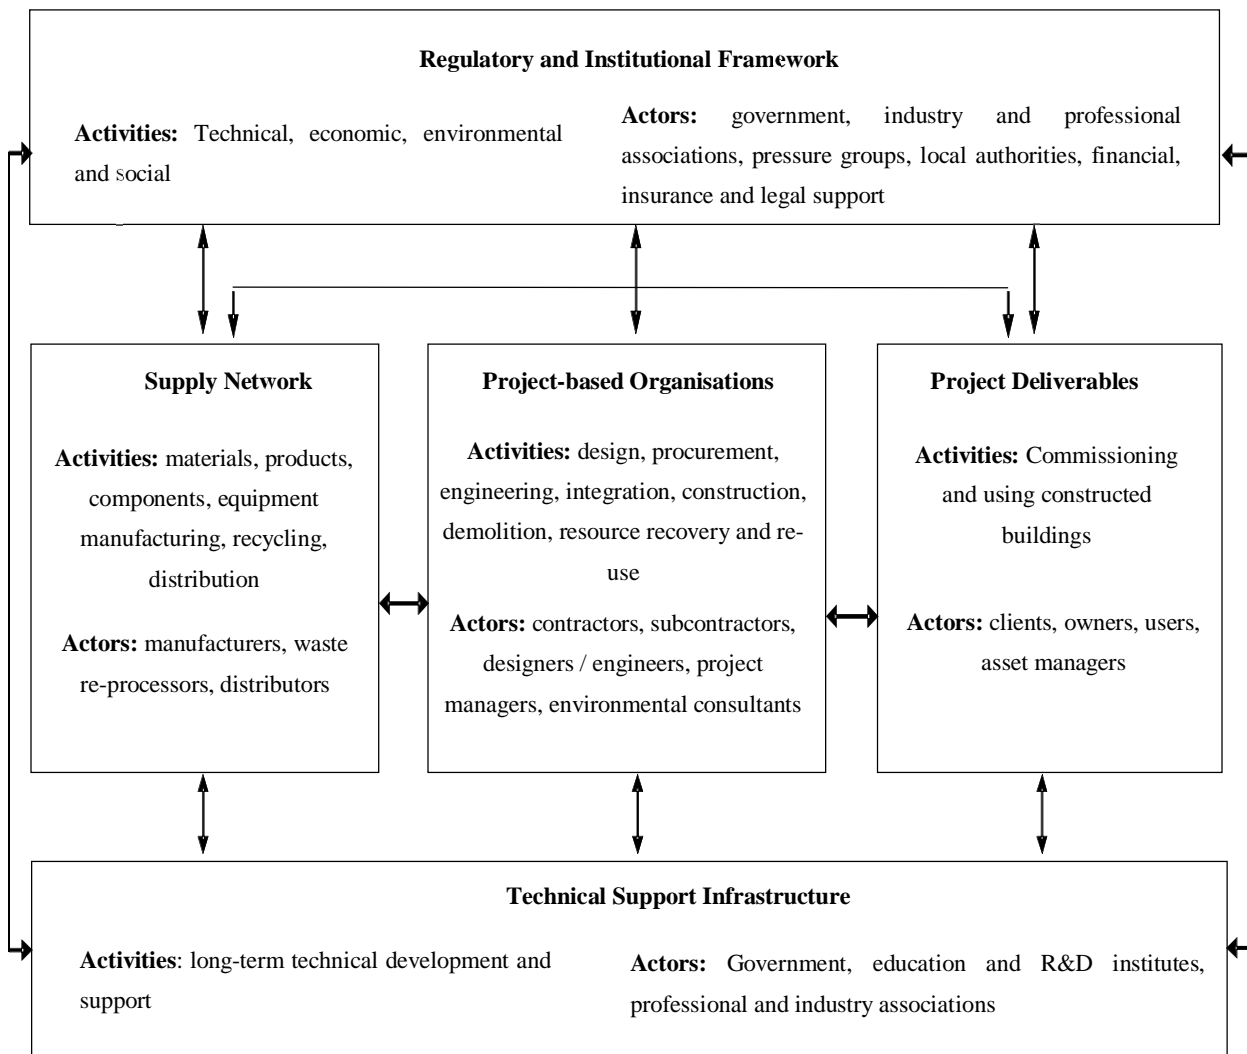 Regulatory and Institutional Framework
Activities: Technical, economic, environmental
and social
Actors: government, industry and professional
associations, pressure groups, local authorities, financial,
insurance and legal support
Supply Network
Activities: materials, products,
components, equipment
manufacturing, recycling,
distribution
Actors: manufacturers, waste
re-processors, distributors
Project-based Organisations
Activities: design, procurement,
engineering, integration, construction,
demolition, resource recovery and re-
use
Actors: contractors, subcontractors,
designers / engineers, project
managers, environmental consultants
Project Deliverables
Activities: Commissioning
and using constructed
buildings
Actors: clients, owners, users,
asset managers
Technical Support Infrastructure
Activities: long-term technical development and
support
Actors: Government, education and R&D institutes,
professional and industry associations